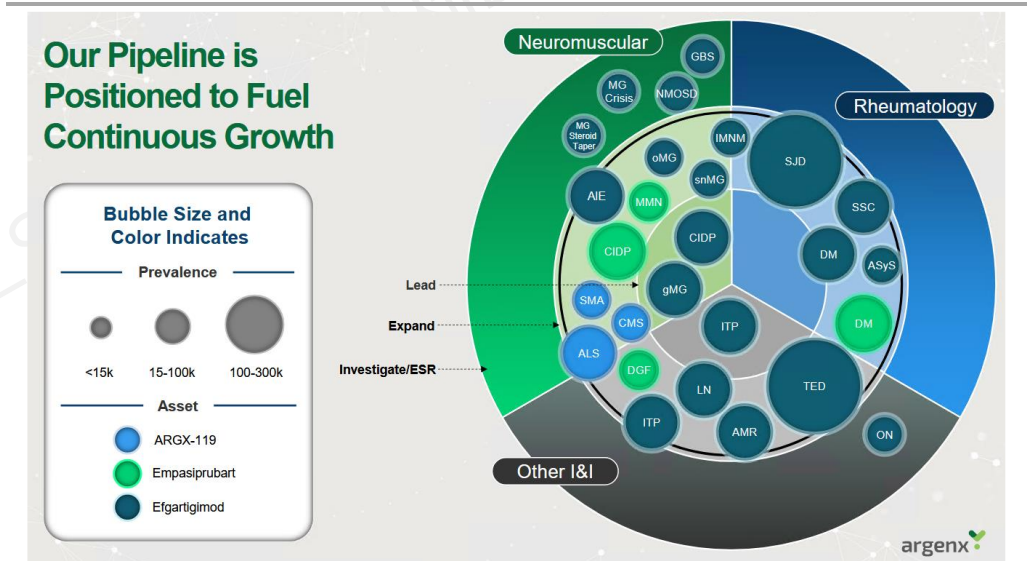 Our Pipeline is
Positioned to Fuel
Continuous Growth
Bubble Size and
Color Indicates
Prevalence
<15k
15-100k
100-300k
Asset
ARGX-119
Empasiprubart
Efgartigimod
Lead
Expand
Investigate/ESR
Neuromuscular
GBS
MG
Crisis
NMOSD
MG
Steroid
Taper
oMG
IMNM
snMG
AIE
MMN
CIDP
CIDP
gMG
SMA
CMS
ALS
Rheumatology
SJD
SSC
DM
ASyS
DM
Other I&I
ITP
DGF
LN
TED
ITP
AMR
ON
argenx